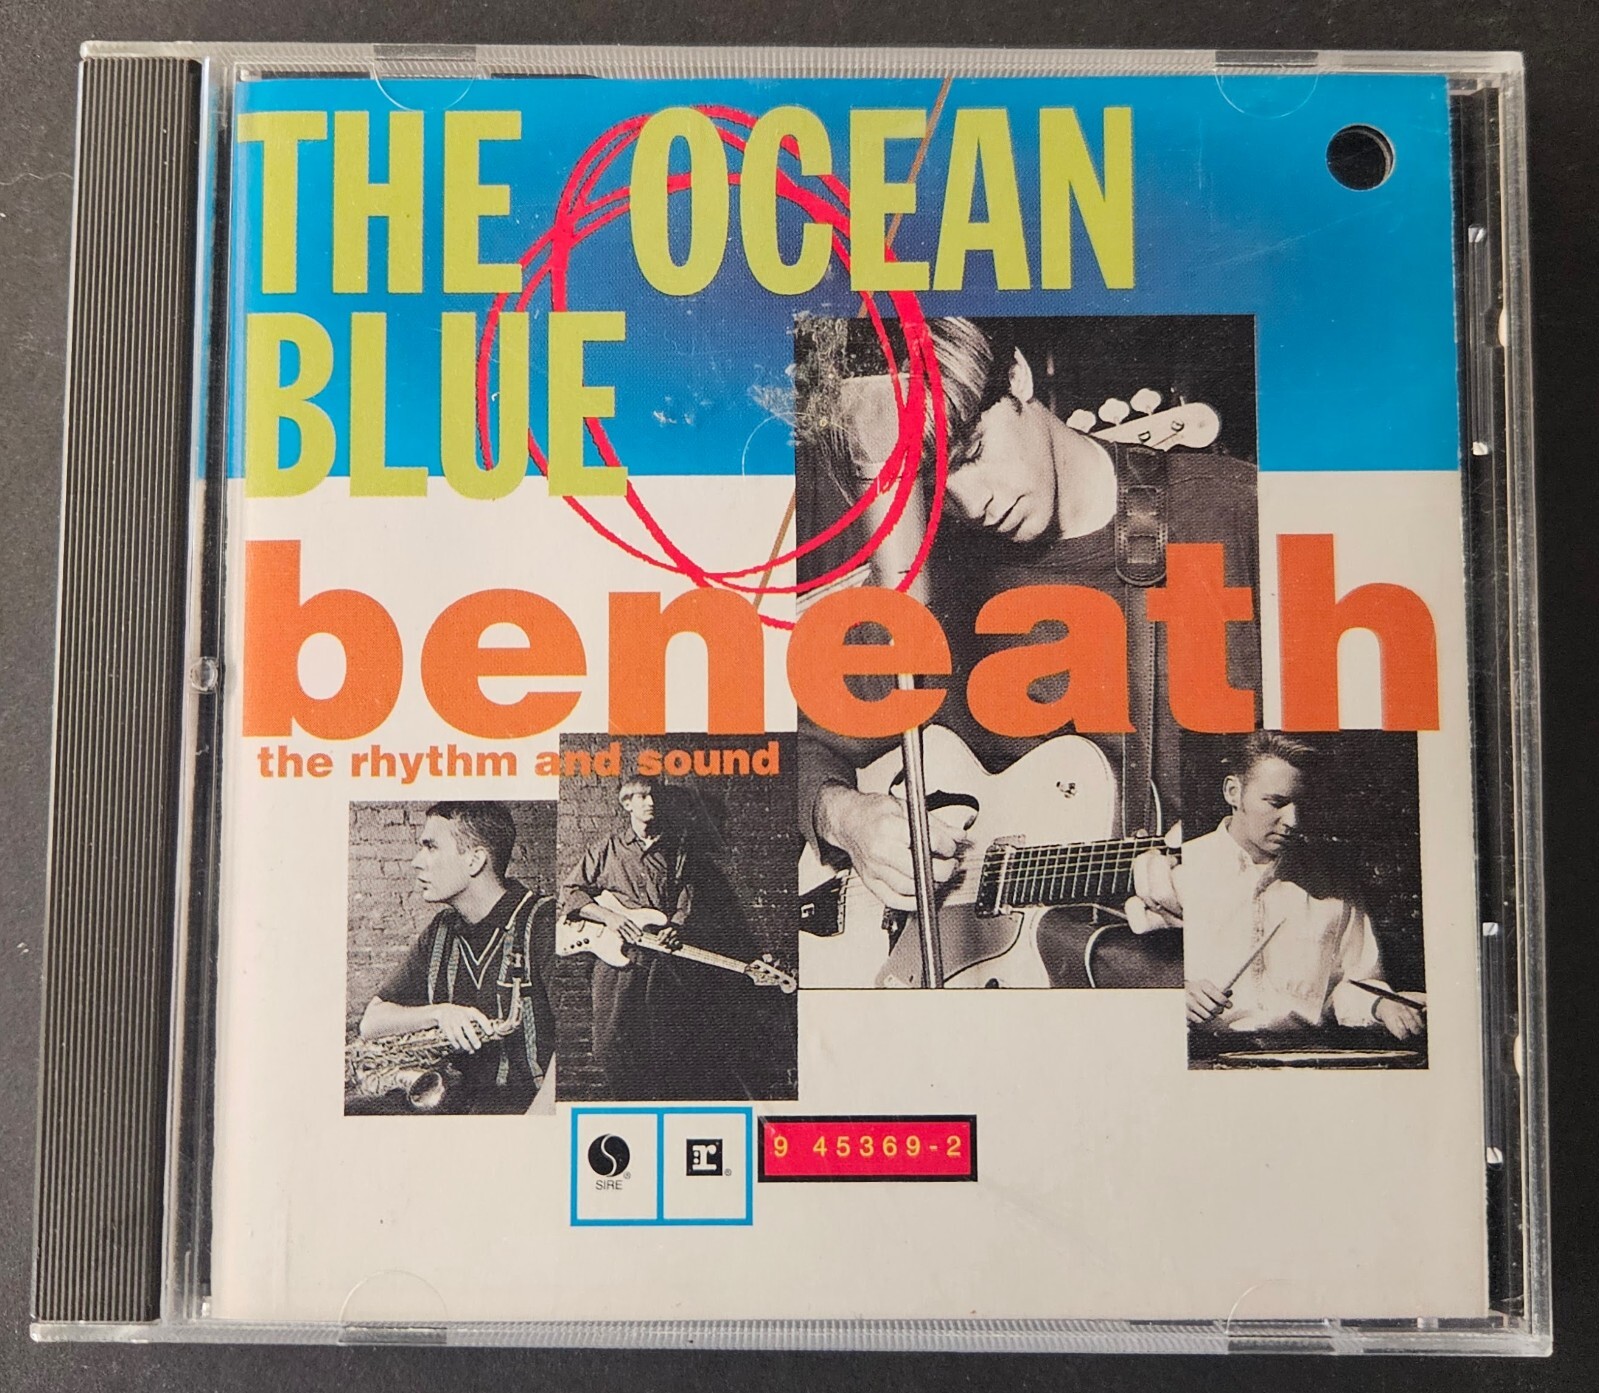 THE OCEAN
BLUE
beneath
the rhythm and sound
SIRE®
r®
9 45369-2